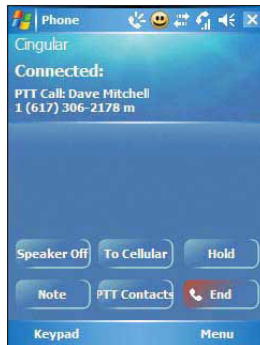 Phone
Cingular
Connected:
PTT Call: Dave Mitchell
1 (617) 306-2178 m
Speaker Off
To Cellular
Hold
Note
PTT Contacts
End
Keypad
Menu